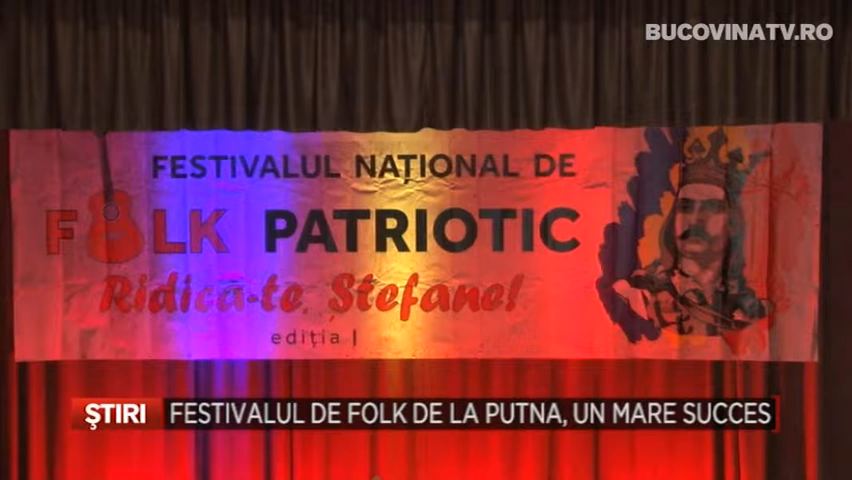 BUCOVINATV.RO
FESTIVALUL NAȚIONAL DE
FOLK PATRIOTIC
Ridică-te, Ștefane!
ediția I
ŞTIRI
FESTIVALUL DE FOLK DE LA PUTNA, UN MARE SUCCES